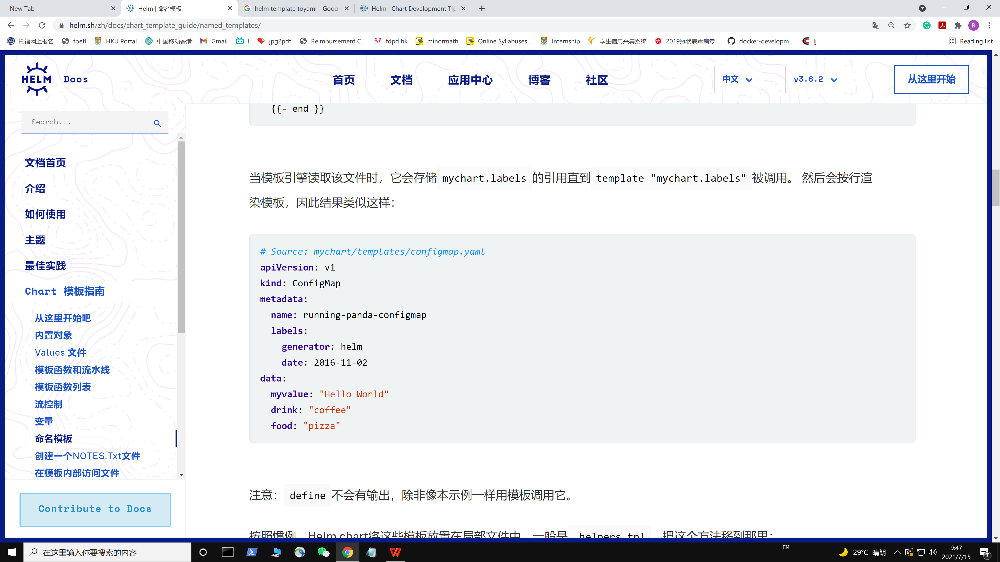 New Tab
Helm | 命名模板
helm template toyaml - Googl
Helm | Chart Development Tip
helm.sh/zh/docs/chart_template_guide/named_templates/
R
托福网上报名
toefl
HKU Portal
中国移动香港
Gmail
l
jpg2pdf
Reimbursement C...
fdpd hk
minormath
Online Syllabuses...
Internship
学生信息采集系统
2019冠状病毒病专...
docker-developm...
lj
Reading list
HELM
Docs
首页
文档
应用中心
博客
社区
中文
v3.6.2
从这里开始
Search...
文档首页
介绍
如何使用
主题
最佳实践
Chart 模板指南
从这里开始吧
内置对象
Values 文件
模板函数和流水线
模板函数列表
流控制
变量
命名模板
创建一个NOTES.Txt文件
在模板内部访问文件
Contribute to Docs
{{- end }}
当模板引擎读取该文件时，它会存储 mychart.labels 的引用直到 template "mychart.labels" 被调用。 然后会按行渲
染模板，因此结果类似这样：
# Source: mychart/templates/configmap.yaml
apiVersion: v1
kind: ConfigMap
metadata:
  name: running-panda-configmap
  labels:
    generator: helm
    date: 2016-11-02
data:
  myvalue: "Hello World"
  drink: "coffee"
  food: "pizza"
注意： define 不会有输出，除非像本示例一样用模板调用它。
按照惯例，Helm chart将这些模板放置在局部文件中，一般是 _helpers.tpl 。把这个方法移到那里：
在这里输入你要搜索的内容
EN
29°C 晴朗
9:47
2021/7/15
7